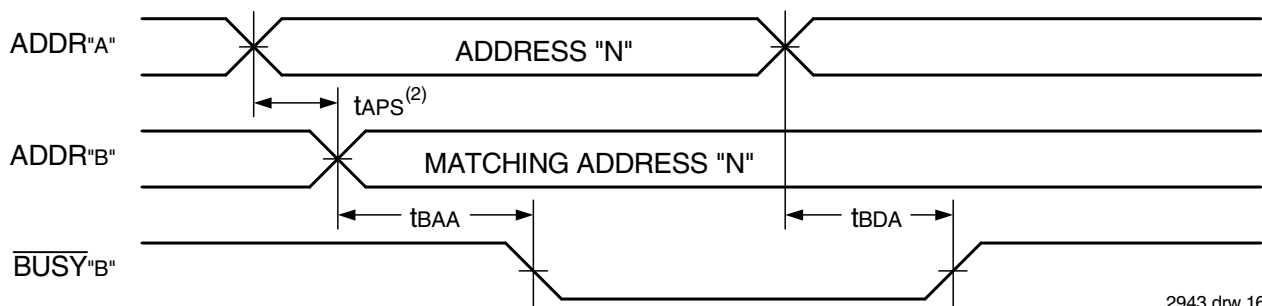 ADDR"A"
ADDRESS "N"
tAPS(2)
ADDR"B"
MATCHING ADDRESS "N"
tBAA
tBDA
BUSY"B"
2943 drw 16